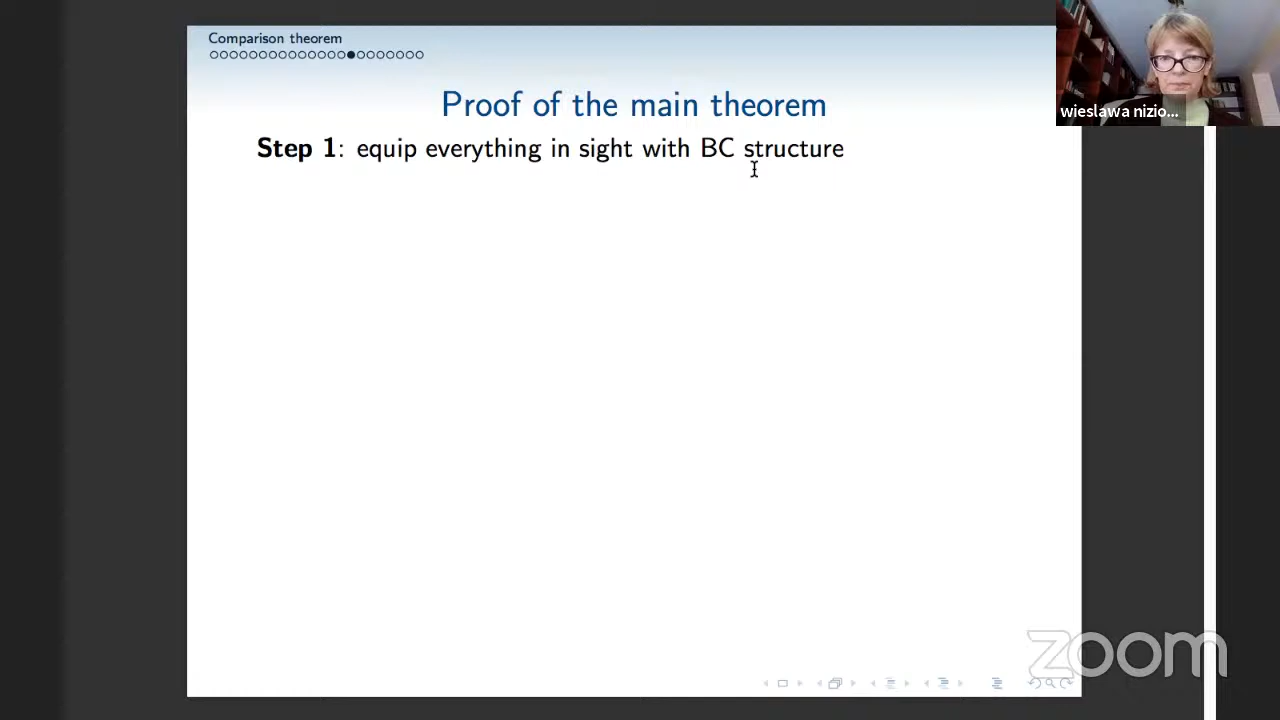 Comparison theorem
Proof of the main theorem
Step 1: equip everything in sight with BC structure
wieslawa nizio...
zoom